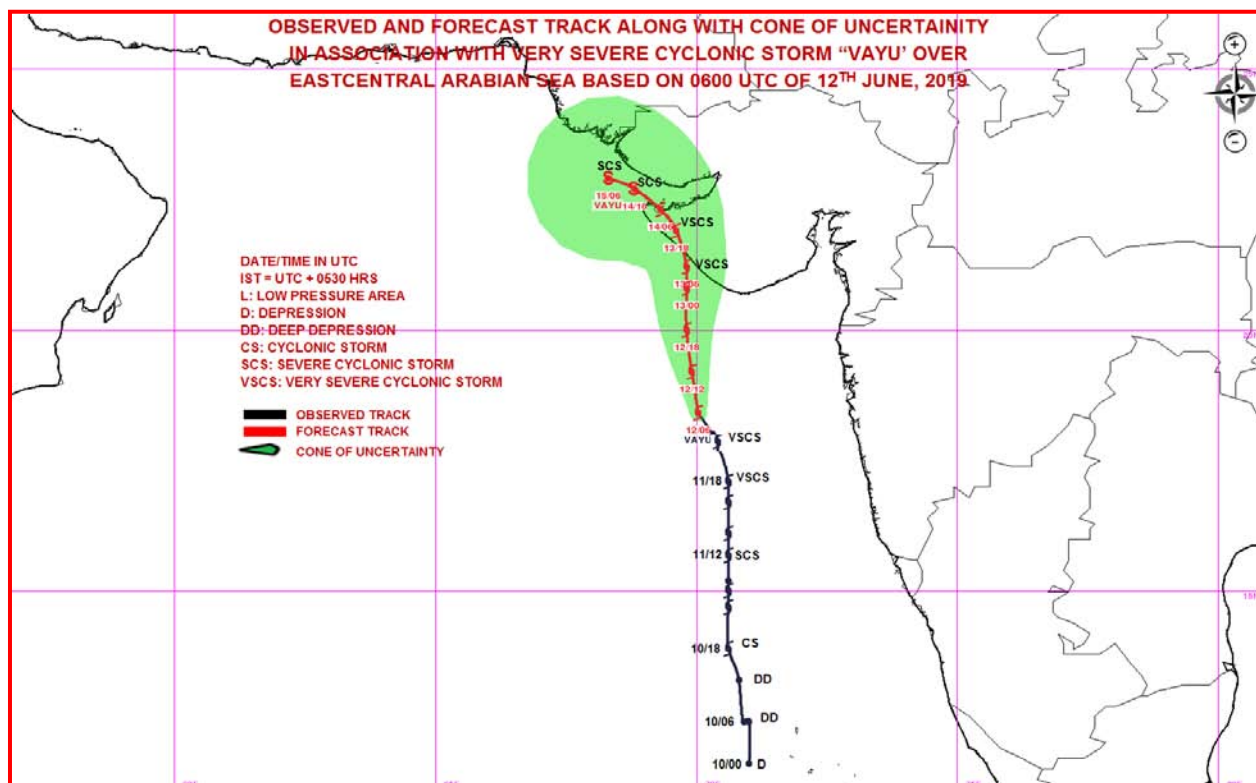 OBSERVED AND FORECAST TRACK ALONG WITH CONE OF UNCERTAINITY
IN ASSOCIATION WITH VERY SEVERE CYCLONIC STORM “VAYU’ OVER
EASTCENTRAL ARABIAN SEA BASED ON 0600 UTC OF 12TH JUNE, 2019
SCS
SCS
15/06
VAYU
14/18
VSCS
14/06
13/18
VSCS
13/06
13/00
DATE/TIME IN UTC
IST = UTC + 0530 HRS
L: LOW PRESSURE AREA
D: DEPRESSION
DD: DEEP DEPRESSION
CS: CYCLONIC STORM
SCS: SEVERE CYCLONIC STORM
VSCS: VERY SEVERE CYCLONIC STORM
12/18
12/12
OBSERVED TRACK
FORECAST TRACK
CONE OF UNCERTAINTY
12/06
VAYU
VSCS
11/18
VSCS
11/12
SCS
10/18
CS
DD
10/06
DD
10/00
D